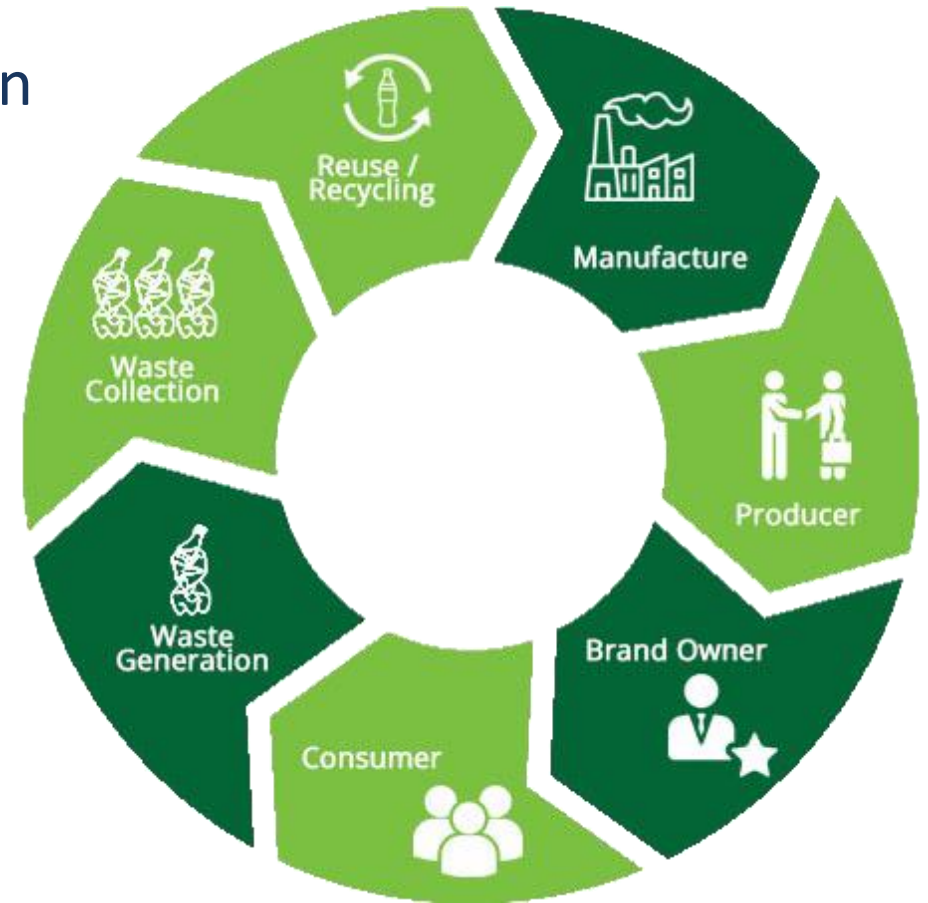 n
Reuse /
Recycling
Manufacture
Waste
Collection
Producer
Waste
Generation
Brand Owner
Consumer